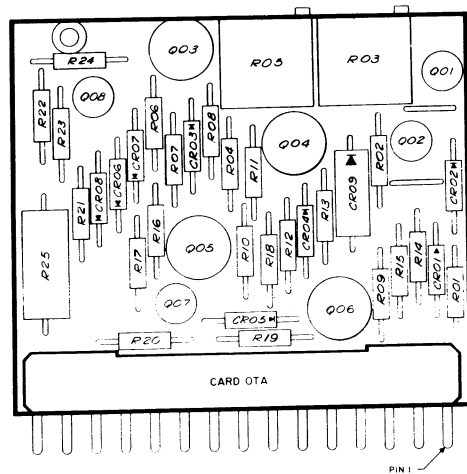 Q03
R05
R03
Q01
R24
R22
R23
Q08
R06
R07
CR03
R08
R04
R11
Q04
CR09
R02
Q02
CR02
R21
CR08
CR06
CR07
R25
R17
R16
Q05
R10
R18
R12
CR04
R13
R09
R15
R14
CR01
R01
Q07
Q06
CR05
R20
R19
CARD OTA
PIN 1